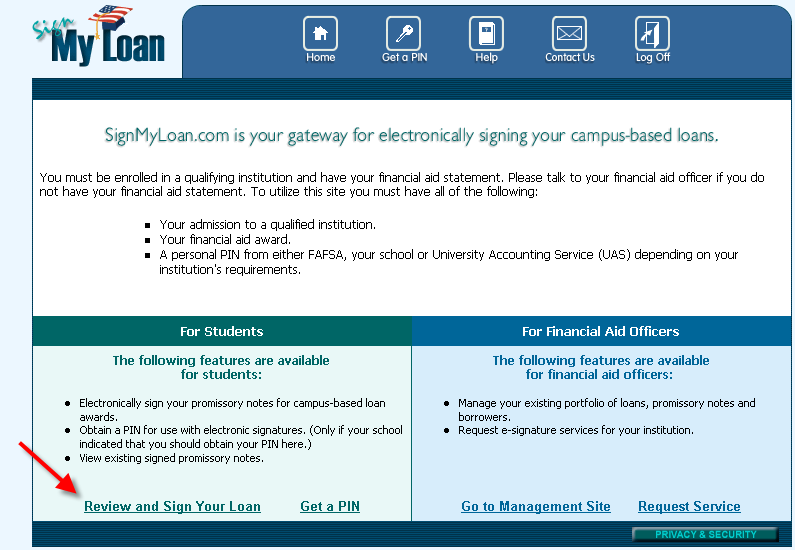 Sign
My Loan
Home
Get a PIN
Help
Contact Us
Log Off
SignMyLoan.com is your gateway for electronically signing your campus-based loans.
You must be enrolled in a qualifying institution and have your financial aid statement. Please talk to your financial aid officer if you do
not have your financial aid statement. To utilize this site you must have all of the following:
Your admission to a qualified institution.
Your financial aid award.
A personal PIN from either FAFSA, your school or University Accounting Service (UAS) depending on your
institution's requirements.
For Students
The following features are available
for students:
Electronically sign your promissory notes for campus-based loan
awards.
Obtain a PIN for use with electronic signatures. (Only if your school
indicated that you should obtain your PIN here.)
View existing signed promissory notes.
Review and Sign Your Loan
Get a PIN
For Financial Aid Officers
The following features are available
for financial aid officers:
Manage your existing portfolio of loans, promissory notes and
borrowers.
Request e-signature services for your institution.
Go to Management Site
Request Service
PRIVACY & SECURITY